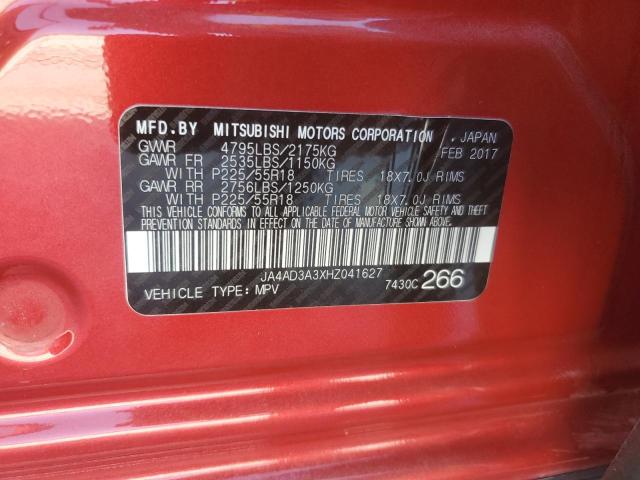 MFD.BY MITSUBISHI MOTORS CORPORATION , JAPAN
GVWR 4795LBS/2175KG FEB 2017
GAWR FR 2535LBS/1150KG
WITH P225/55R18 TIRES 18X7.0J RIMS
GAWR RR 2756LBS/1250KG
WITH P225/55R18 TIRES 18X7.0J RIMS
THIS VEHICLE CONFORMS TO ALL APPLICABLE FEDERAL MOTOR VEHICLE SAFETY AND THEFT
PREVENTION STANDARDS IN EFFECT ON THE DATE OF MANUFACTURE SHOWN ABOVE.
JA4AD3A3XHZ041627
VEHICLE TYPE: MPV 7430C 266